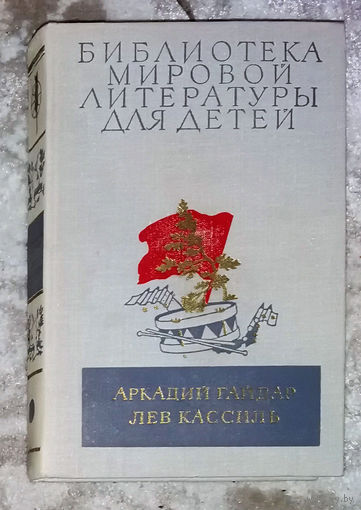 БИБЛИОТЕКА
МИРОВОЙ
ЛИТЕРАТУРЫ
ДЛЯ ДЕТЕЙ
АРКАДИЙ ГАЙДАР
ЛЕВ КАССИЛЬ